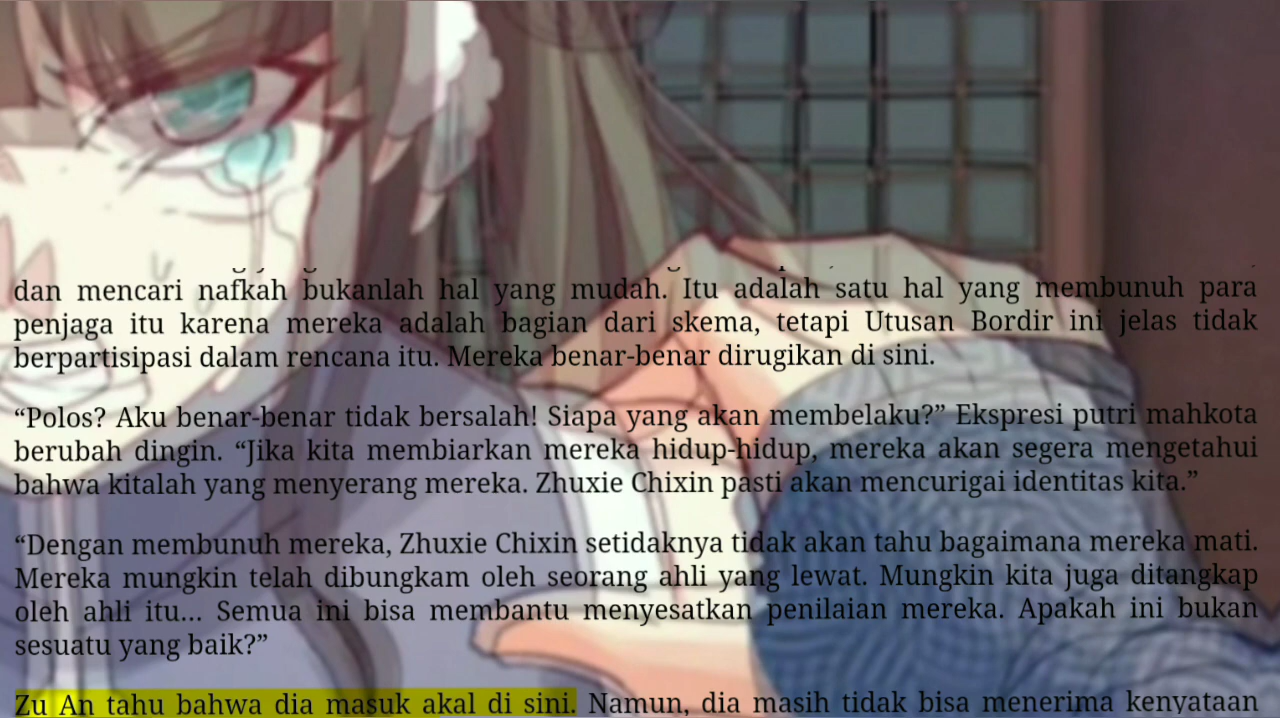 dan mencari nafkah bukanlah hal yang mudah. Itu adalah satu hal yang membunuh para
penjaga itu karena mereka adalah bagian dari skema, tetapi Utusan Bordir ini jelas tidak
berpartisipasi dalam rencana itu. Mereka benar-benar dirugikan di sini.
“Polos? Aku benar-benar tidak bersalah! Siapa yang akan membelaku?” Ekspresi putri mahkota
berubah dingin. “Jika kita membiarkan mereka hidup-hidup, mereka akan segera mengetahui
bahwa kitalah yang menyerang mereka. Zhuxie Chixin pasti akan mencurigai identitas kita.”
“Dengan membunuh mereka, Zhuxie Chixin setidaknya tidak akan tahu bagaimana mereka mati.
Mereka mungkin telah dibungkam oleh seorang ahli yang lewat. Mungkin kita juga ditangkap
oleh ahli itu... Semua ini bisa membantu menyesatkan penilaian mereka. Apakah ini bukan
sesuatu yang baik?”
Zu An tahu bahwa dia masuk akal di sini. Namun, dia masih tidak bisa menerima kenyataan